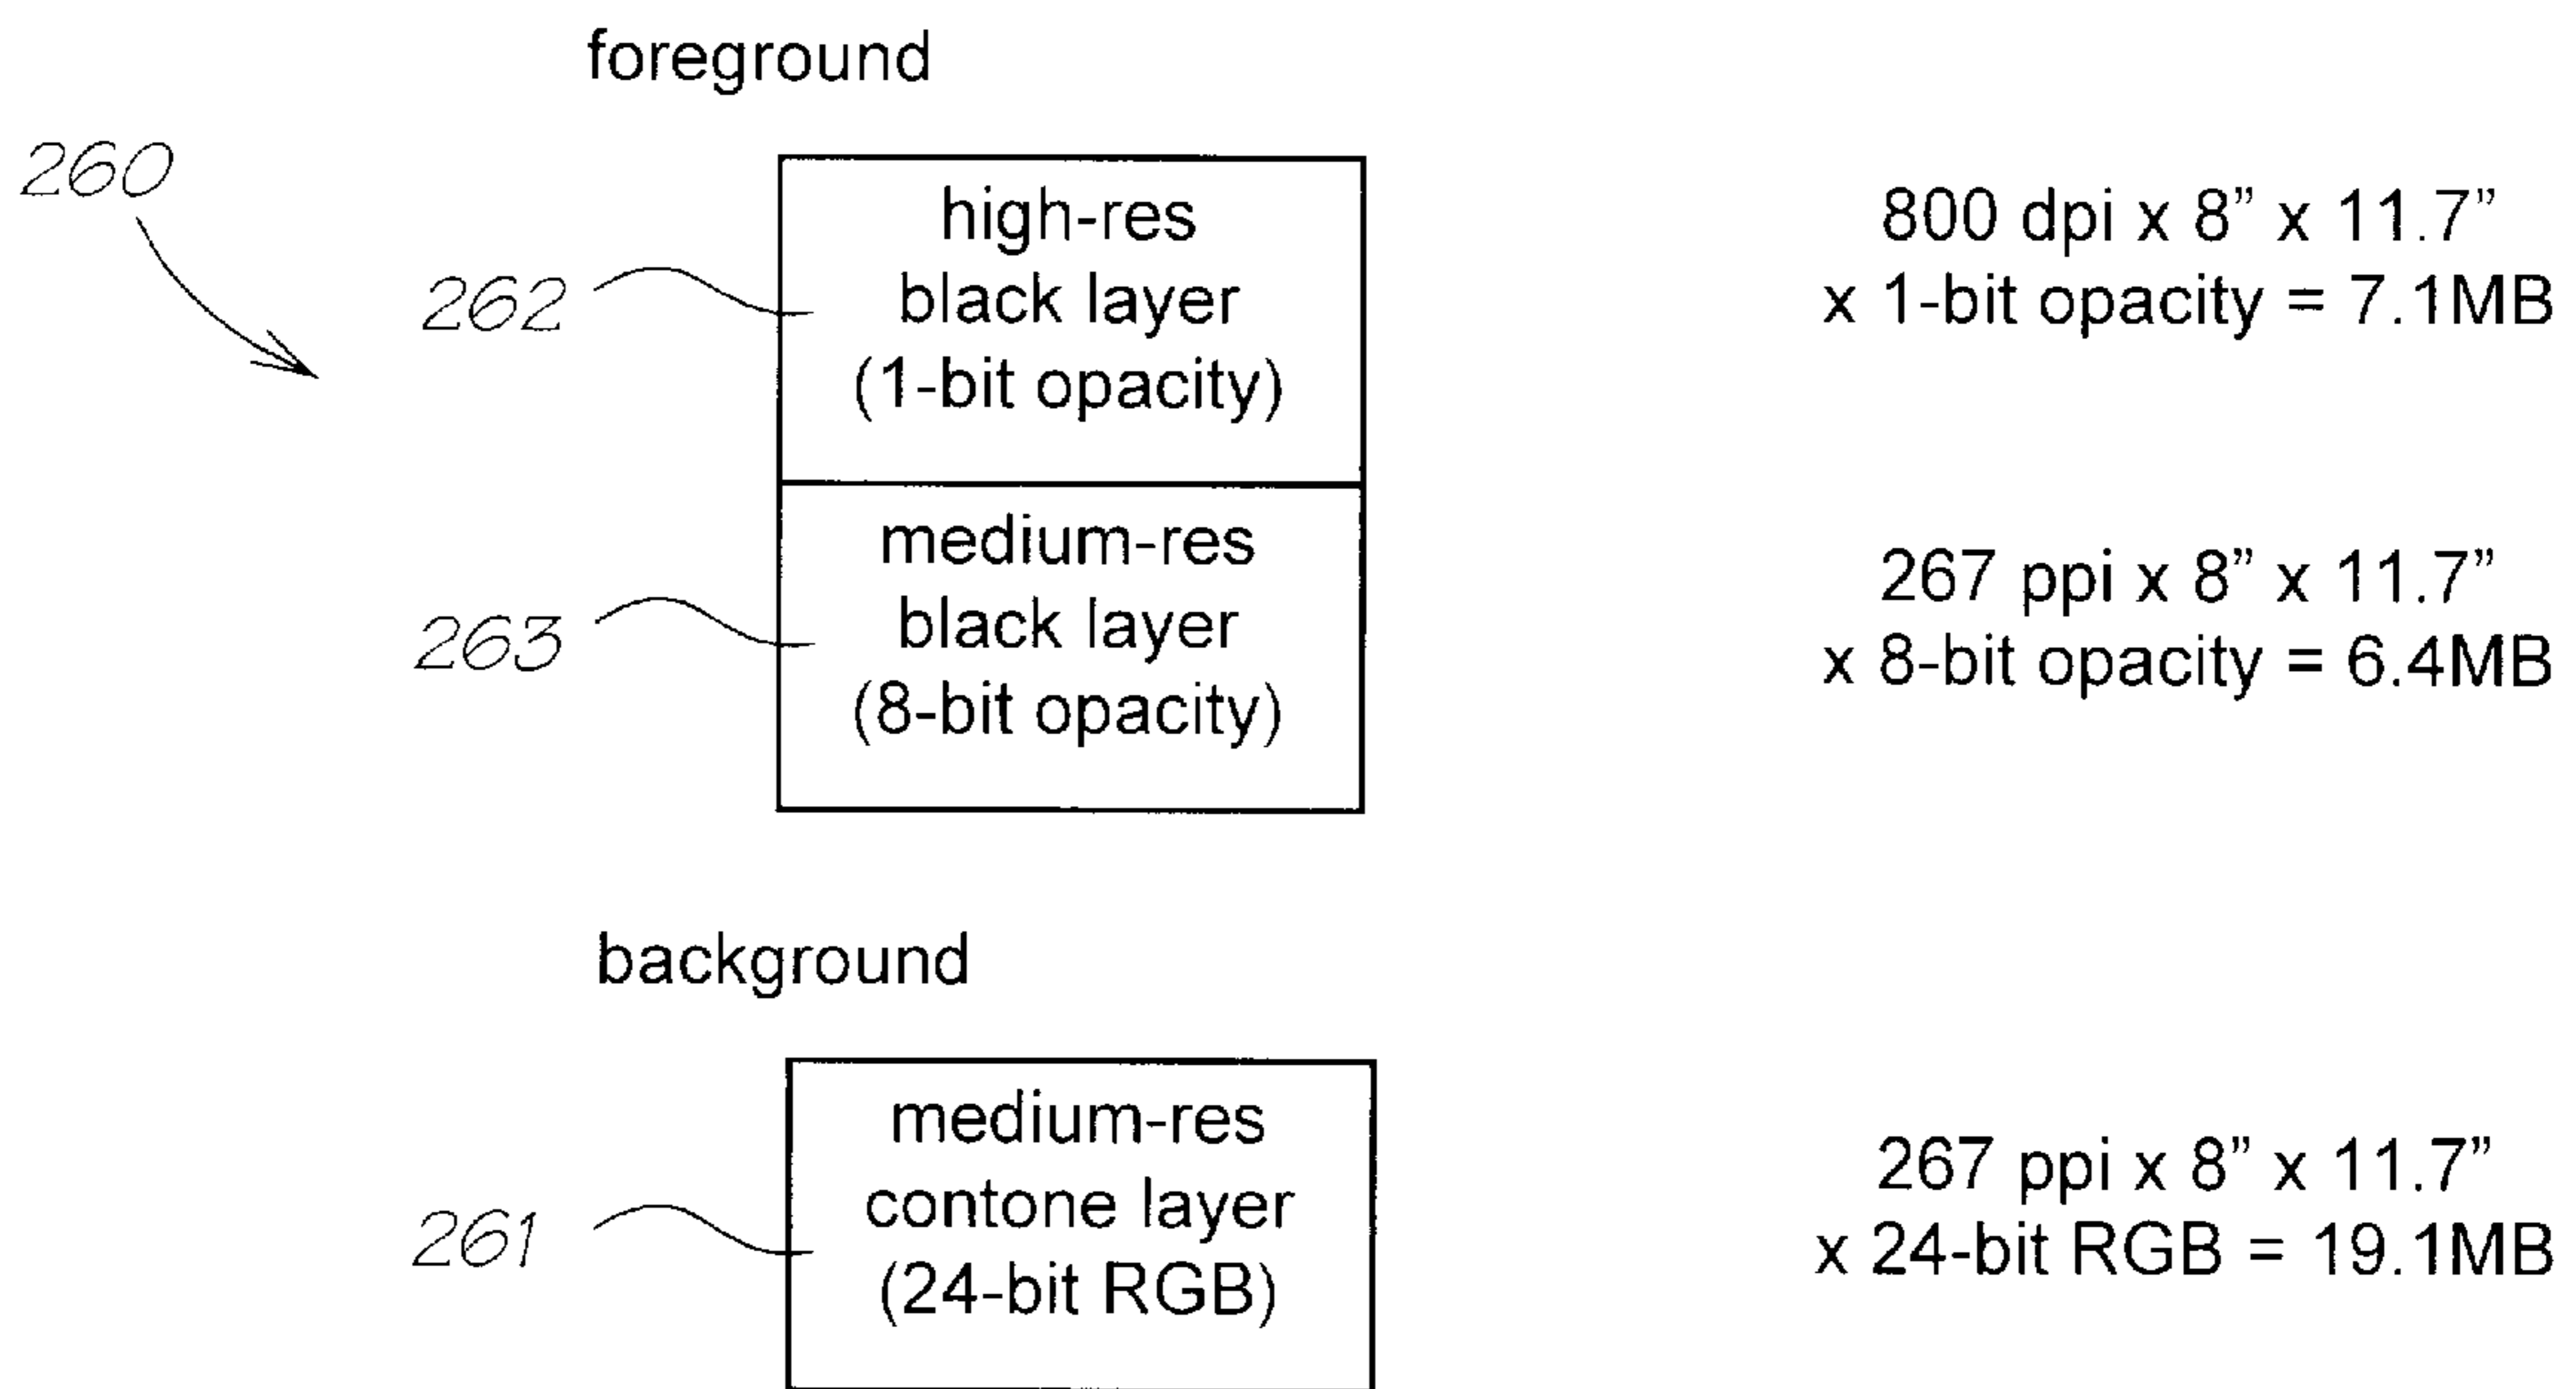 foreground
260
262
high-res
black layer
(1-bit opacity)
800 dpi x 8” x 11.7”
x 1-bit opacity = 7.1MB
263
medium-res
black layer
(8-bit opacity)
267 ppi x 8” x 11.7”
x 8-bit opacity = 6.4MB
background
261
medium-res
contone layer
(24-bit RGB)
267 ppi x 8” x 11.7”
x 24-bit RGB = 19.1MB